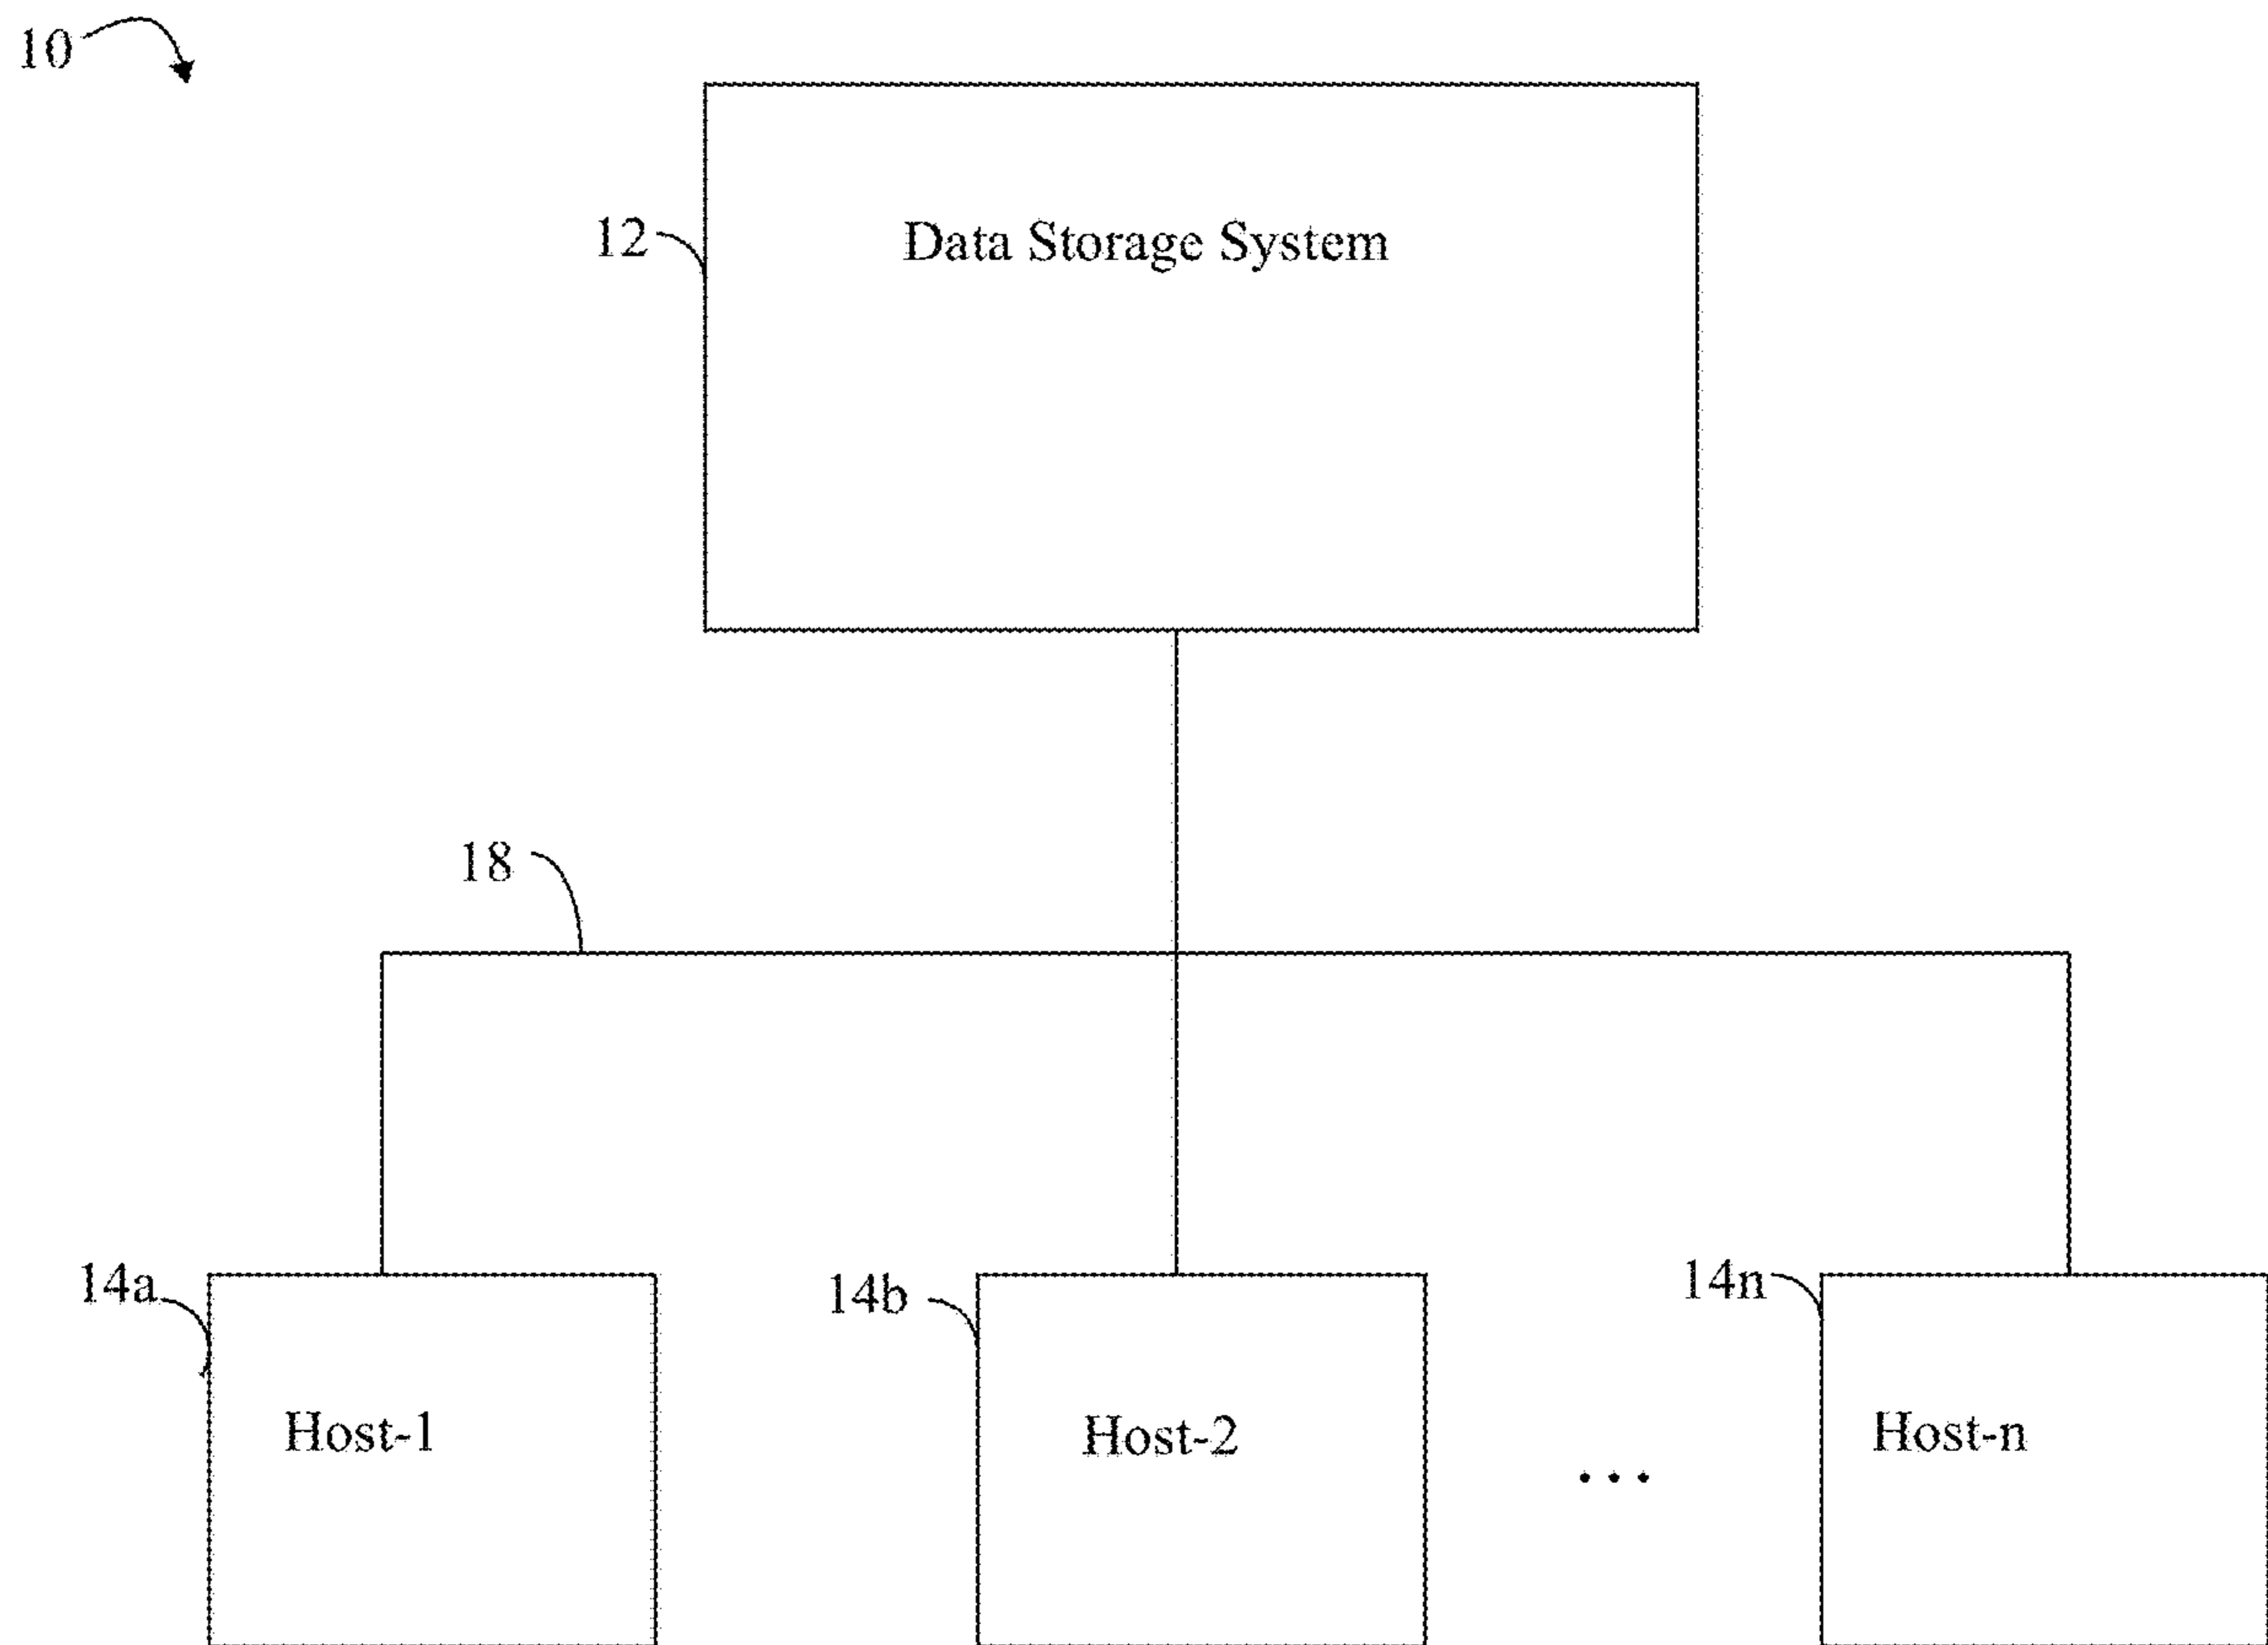 10
12
Data Storage System
18
14a
14b
14n
Host-1
Host-2
...
Host-n